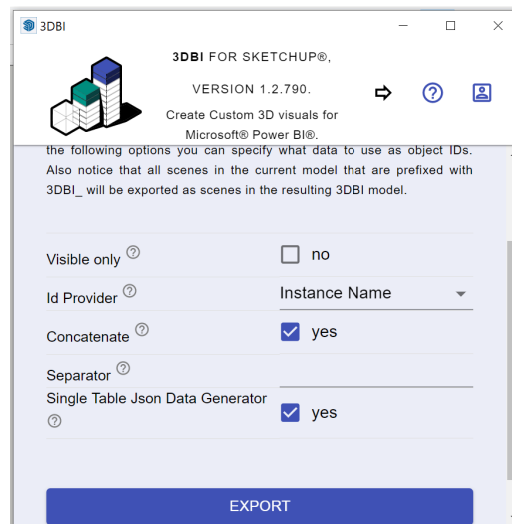 3DBI
3DBI FOR SKETCHUP®,
VERSION 1.2.790.
Create Custom 3D visuals for
Microsoft® Power BI®.
the following options you can specify what data to use as object IDs.
Also notice that all scenes in the current model that are prefixed with
3DBI_ will be exported as scenes in the resulting 3DBI model.
Visible only ?
no
Id Provider ?
Instance Name
Concatenate ?
yes
Separator ?
Single Table Json Data Generator
?
yes
EXPORT